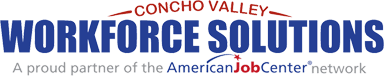 CONCHO VALLEY
WORKFORCE SOLUTIONS
A proud partner of the AmericanJobCenter® network